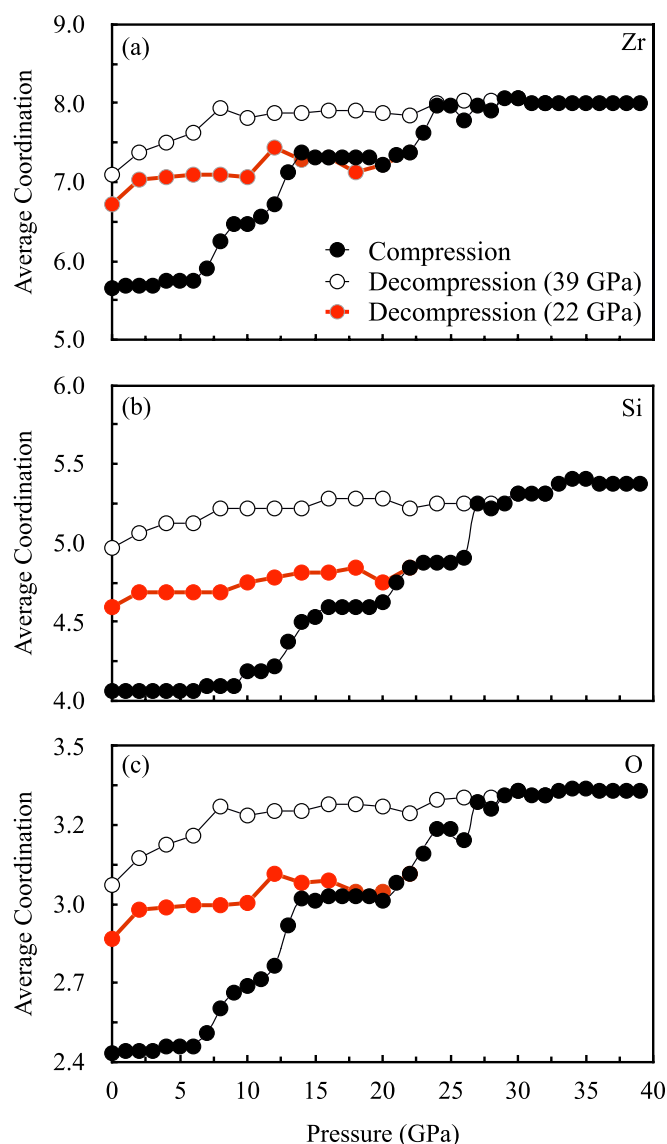 (a) Zr
9.0
8.0
7.0
6.0
5.0
Average Coordination
Compression
Decompression (39 GPa)
Decompression (22 GPa)
(b) Si
6.0
5.5
5.0
4.5
4.0
Average Coordination
(c) O
3.5
3.2
3.0
2.7
2.4
Average Coordination
0 5 10 15 20 25 30 35 40
Pressure (GPa)